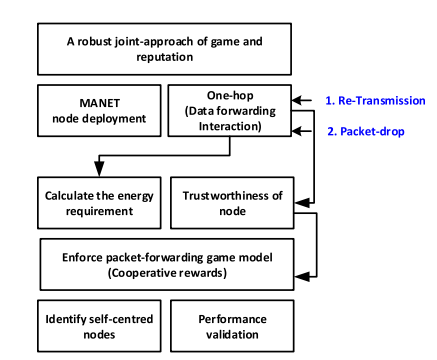 A robust joint-approach of game and
reputation
MANET
node deployment
One-hop
(Data forwarding
Interaction)
1. Re-Transmission
2. Packet-drop
Calculate the energy
requirement
Trustworthiness of
node
Enforce packet-forwarding game model
(Cooperative rewards)
Identify self-centred
nodes
Performance
validation